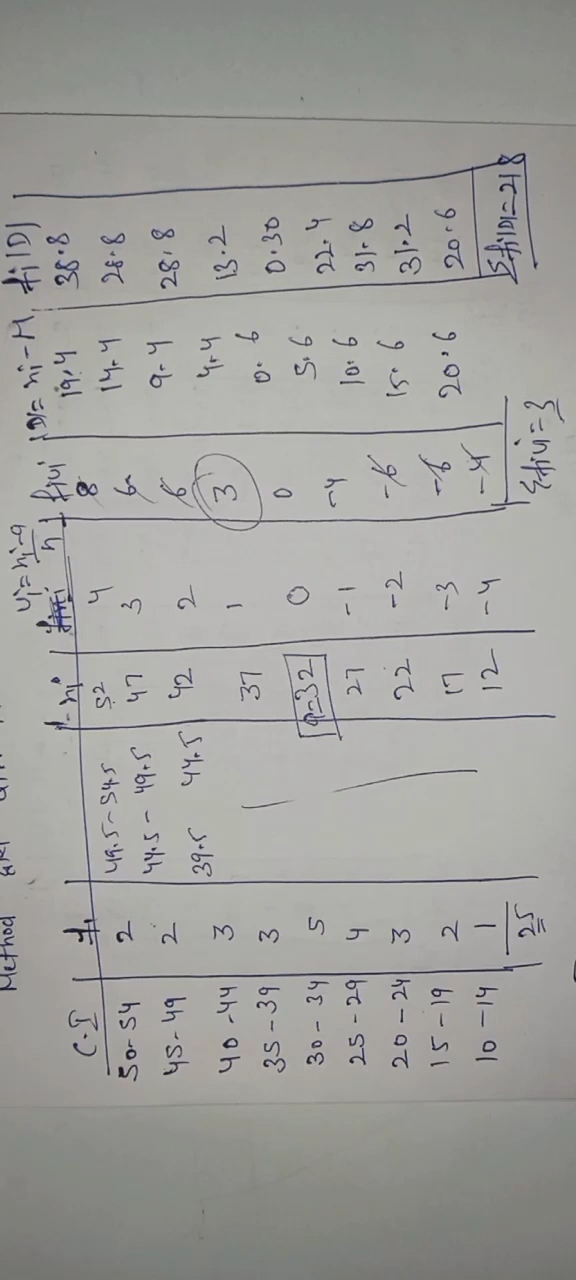 Method
C.I fi xi ui = xi-a/h fiui |D| = xi - M fi|D|
50-54 2 49.5-54.5 52 4 8 19.4 38.8
45-49 2 44.5-49.5 47 3 6 14.4 28.8
40-44 3 39.5 44.5 42 2 6 9.4 28.8
35-39 3 37 1 3 4.4 13.2
30-34 5 a=32 0 0 0.6 0.30
25-29 4 27 -1 -4 5.6 22.4
20-24 3 22 -2 -6 10.6 31.8
15-19 2 17 -3 -6 15.6 31.2
10-14 1 12 -4 -4 20.6 20.6
25 Σfiui=3 Σfi|D|=218